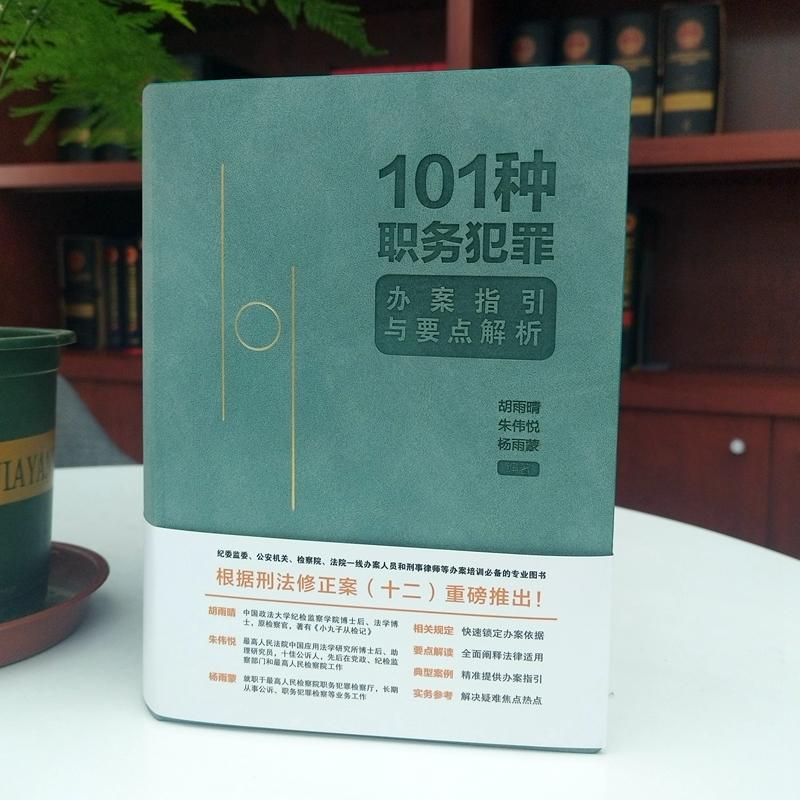 101种
职务犯罪
办案指引
与要点解析
胡雨晴
朱伟悦
杨雨蒙
编著
纪委监委、公安机关、检察院、法院一线办案人员和刑事律师等办案培训必备的专业图书
根据刑法修正案（十二）重磅推出！
胡雨晴 中国政法大学纪检监察学院博士后、法学博
士，原检察官，著有《小九子从检记》
朱伟悦 最高人民法院中国应用法学研究所博士后、助
理研究员，十佳公诉人，先后在党政、纪检监
察部门和最高人民检察院工作
杨雨蒙 就职于最高人民检察院职务犯罪检察厅，长期
从事公诉、职务犯罪检察等业务工作
相关规定 快速锁定办案依据
要点解读 全面阐释法律适用
典型案例 精准提供办案指引
实务参考 解决疑难焦点热点